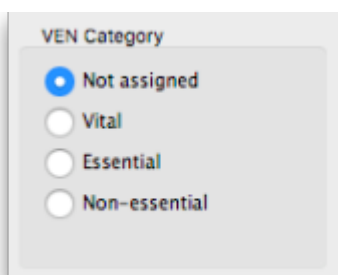 VEN Category
Not assigned
Vital
Essential
Non-essential